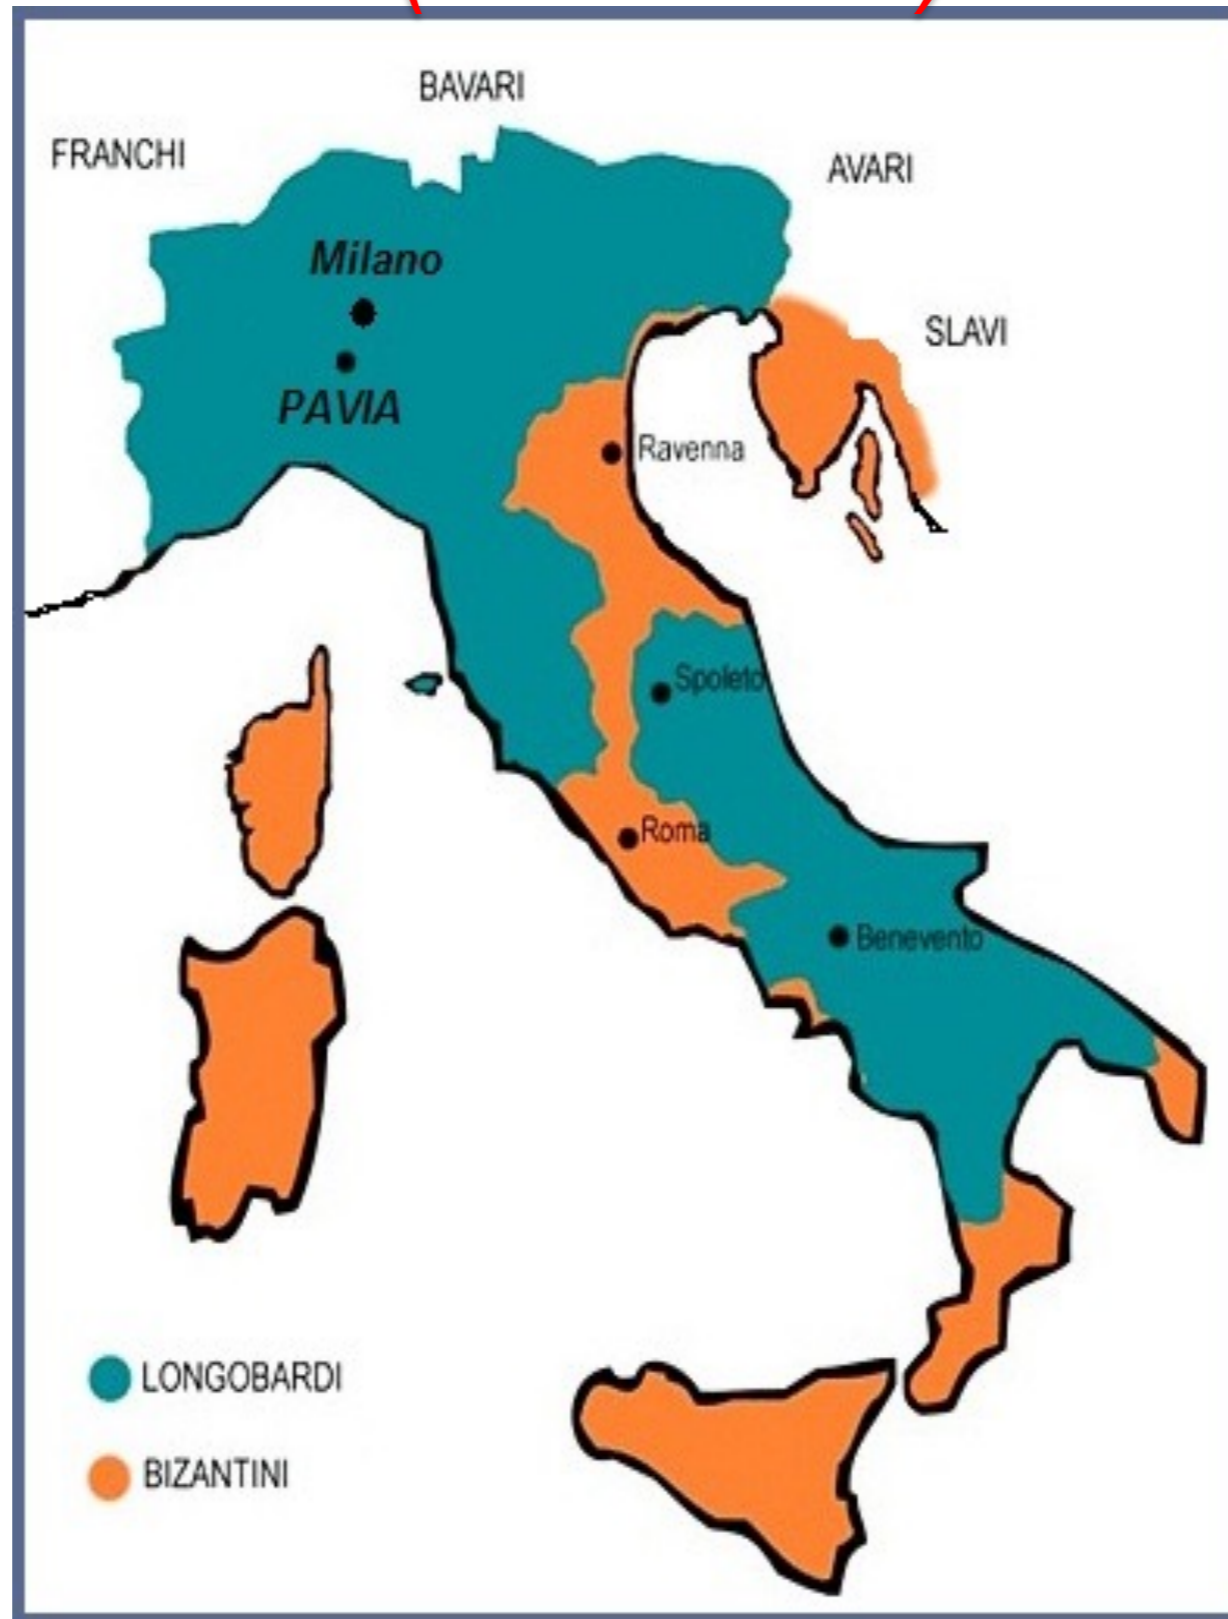 BAVARI
FRANCHI
AVARI
Milano
SLAVI
PAVIA
Ravenna
Spoleto
Roma
Benevento
LONGOBARDI
BIZANTINI